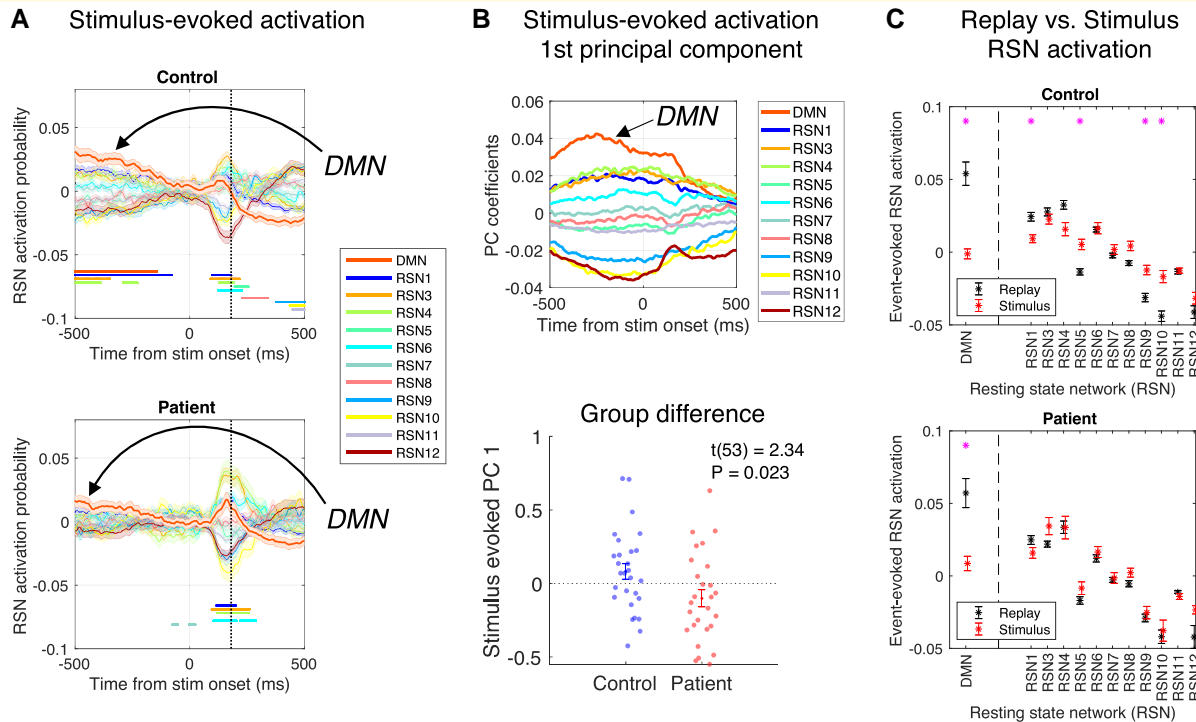 A
Stimulus-evoked activation
Control
RSN activation probability
0.05
0
-0.05
-0.1
-5000
0
5000
Time from stim onset (ms)
DMN
Patient
RSN activation probability
0.05
0
-0.05
-0.1
-500
0
5000
Time from stim onset (ms)
DMN
DMN
RSN1
RSN3
RSN4
RSN5
RSN6
RSN7
RSN8
RSN9
RSN10
RSN11
RSN12
B
Stimulus-evoked activation
1st principal component
PC coefficients
0.06
0.04
0.02
0
-0.02
-0.04
-500
0
5000
Time from stim onset (ms)
DMN
DMN
RSN1
RSN3
RSN4
RSN5
RSN6
RSN7
RSN8
RSN9
RSN10
RSN11
RSN12
Group difference
Stimulus evoked PC 1
1
0.5
0
-0.5
t(53) = 2.34
P = 0.023
Control
Patient
C
Replay vs. Stimulus
RSN activation
Control
Event-evoked RSN activation
0.1
0.05
0
-0.05
Replay
Stimulus
DMN
RSN1
RSN3
RSN4
RSN5
RSN6
RSN7
RSN8
RSN9
RSN10
RSN11
RSN12
Resting state network (RSN)
Patient
Event-evoked RSN activation
0.1
0.05
0
-0.05
Replay
Stimulus
DMN
RSN1
RSN3
RSN4
RSN5
RSN6
RSN7
RSN8
RSN9
RSN10
RSN11
RSN12
Resting state network (RSN)